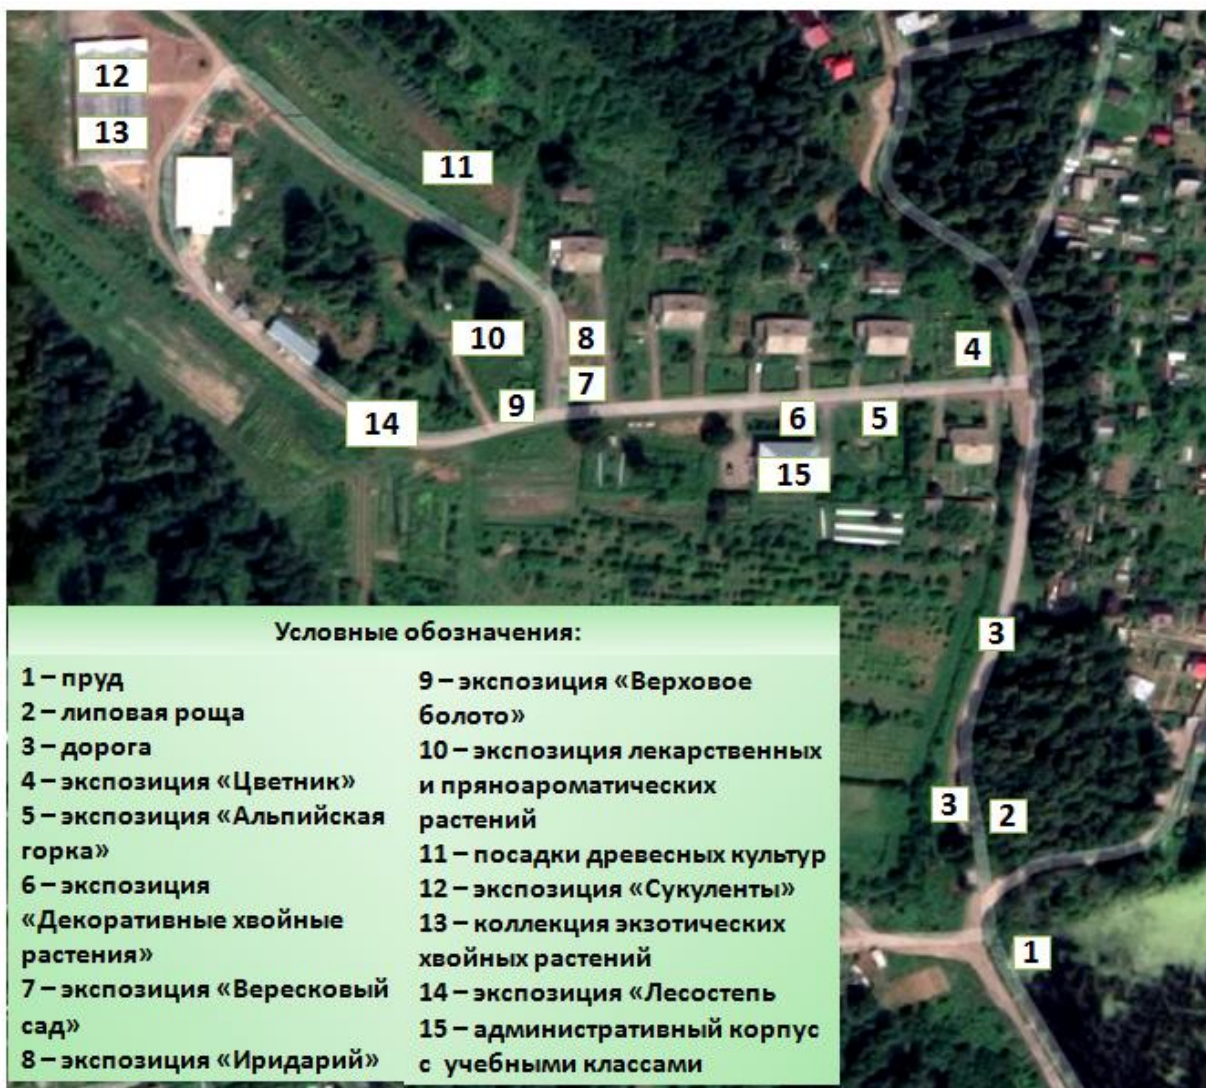 12
13
11
10
8
4
7
9
14
6
5
15
3
3
2
1
Условные обозначения:
1 – пруд
2 – липовая роща
3 – дорога
4 – экспозиция «Цветник»
5 – экспозиция «Альпийская
горка»
6 – экспозиция
«Декоративные хвойные
растения»
7 – экспозиция «Вересковый
сад»
8 – экспозиция «Иридарий»
9 – экспозиция «Верховое
болото»
10 – экспозиция лекарственных
и пряноароматических
растений
11 – посадки древесных культур
12 – экспозиция «Сукуленты»
13 – коллекция экзотических
хвойных растений
14 – экспозиция «Лесостепь
15 – административный корпус
с учебными классами